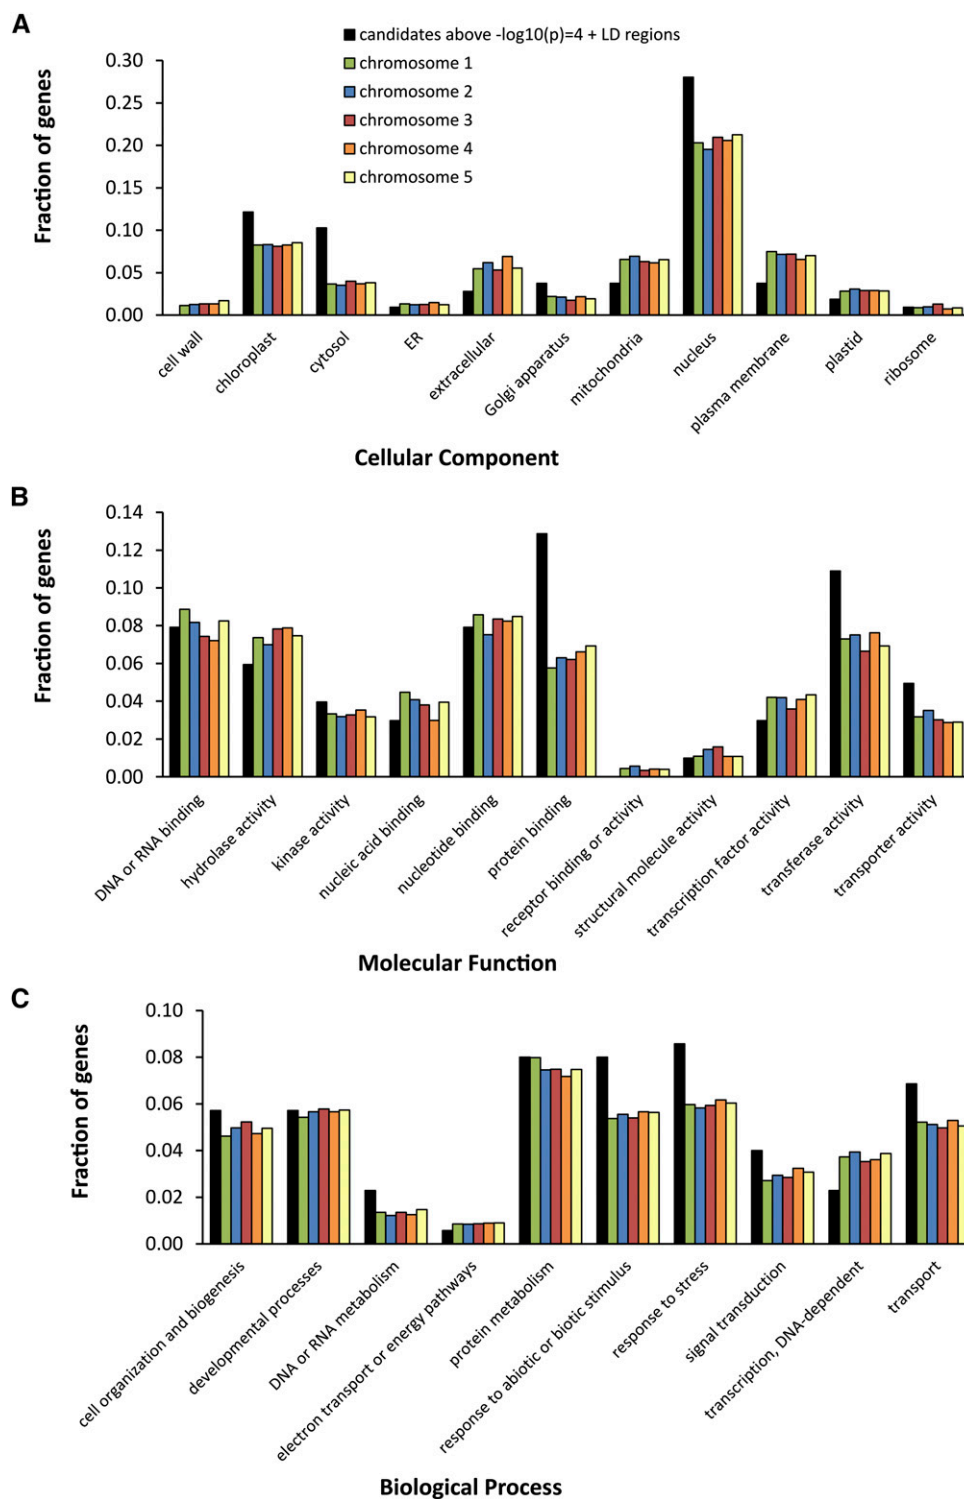 A
candidates above -log10(p)=4 + LD regions
chromosome 1
chromosome 2
chromosome 3
chromosome 4
chromosome 5
Fraction of genes
0.30
0.25
0.20
0.15
0.10
0.05
0.00
cell wall
chloroplast
cytosol
ER
extracellular
Golgi apparatus
mitochondria
nucleus
plasma membrane
plastid
ribosome
Cellular Component
B
Fraction of genes
0.14
0.12
0.10
0.08
0.06
0.04
0.02
0.00
DNA or RNA binding
hydrolase activity
kinase activity
nucleic acid binding
nucleotide binding
protein binding
receptor binding or activity
structural molecule activity
transcription factor activity
transferase activity
transporter activity
Molecular Function
C
Fraction of genes
0.10
0.08
0.06
0.04
0.02
0.00
cell organization and biogenesis
developmental processes
DNA or RNA metabolism
electron transport or energy pathways
protein metabolism
response to abiotic or biotic stimulus
response to stress
signal transduction
transcription, DNA-dependent
transport
Biological Process